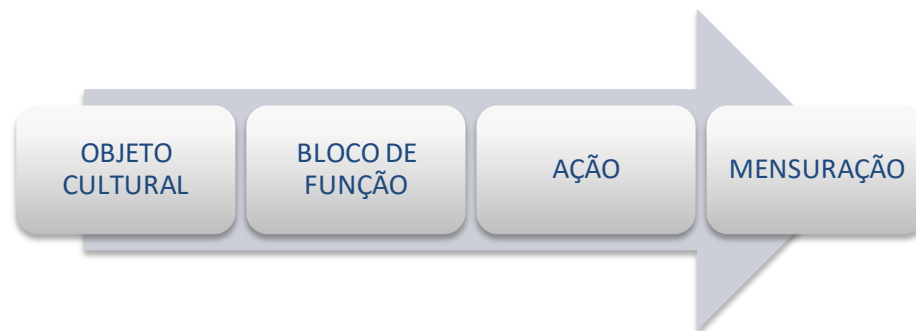 OBJETO
CULTURAL
BLOCO DE
FUNÇÃO
AÇÃO
MENSURAÇÃO